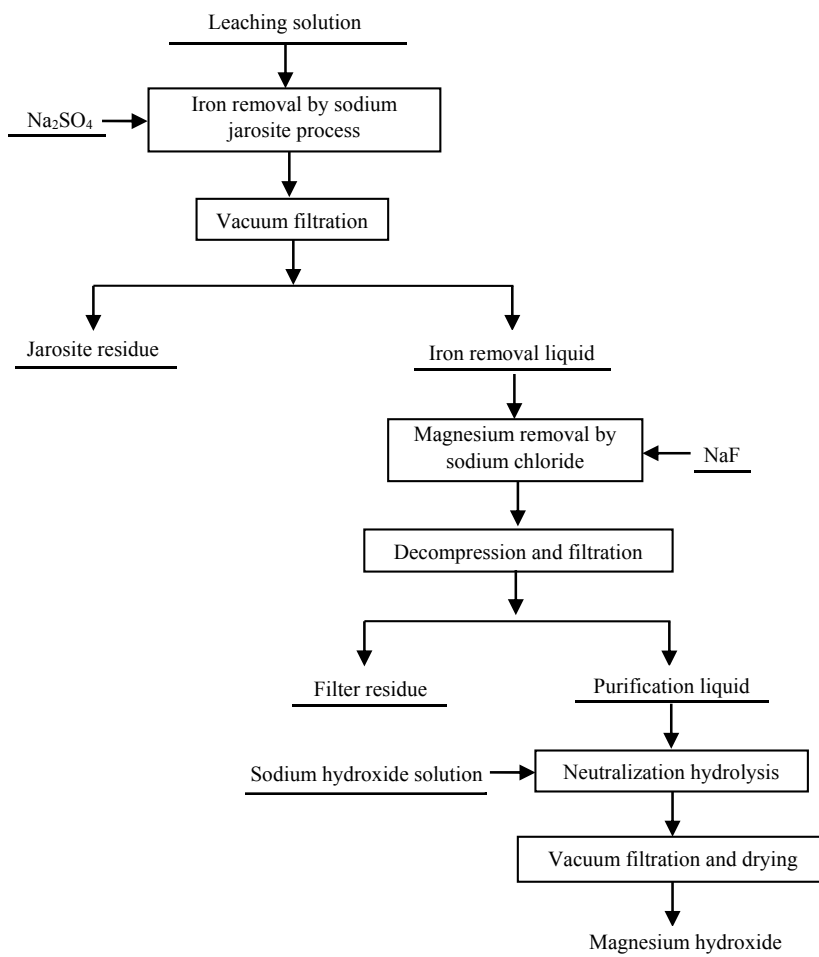 Leaching solution
Iron removal by sodium
jarosite process
Na₂SO₄
Vacuum filtration
Jarosite residue
Iron removal liquid
Magnesium removal by
sodium chloride
NaF
Decompression and filtration
Filter residue
Purification liquid
Sodium hydroxide solution
Neutralization hydrolysis
Vacuum filtration and drying
Magnesium hydroxide